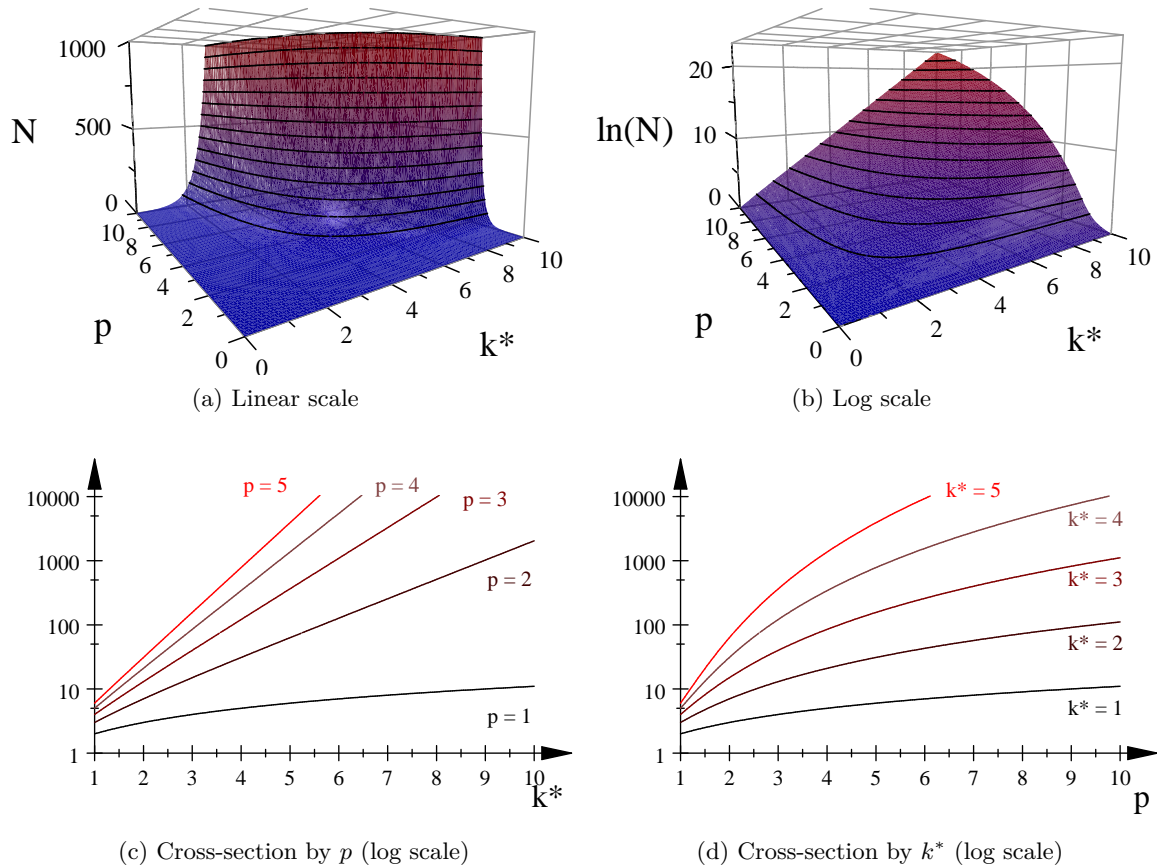 1000
500
0
N
10
8
6
4
2
0
p
0
2
4
6
8
10
k*
(a) Linear scale
20
10
0
ln(N)
10
8
6
4
2
0
p
0
2
4
6
8
10
k*
(b) Log scale
10000
1000
100
10
1
p = 5
p = 4
p = 3
p = 2
p = 1
1 2 3 4 5 6 7 8 9 10
k*
(c) Cross-section by p (log scale)
10000
1000
100
10
1
k* = 5
k* = 4
k* = 3
k* = 2
k* = 1
1 2 3 4 5 6 7 8 9 10
p
(d) Cross-section by k* (log scale)